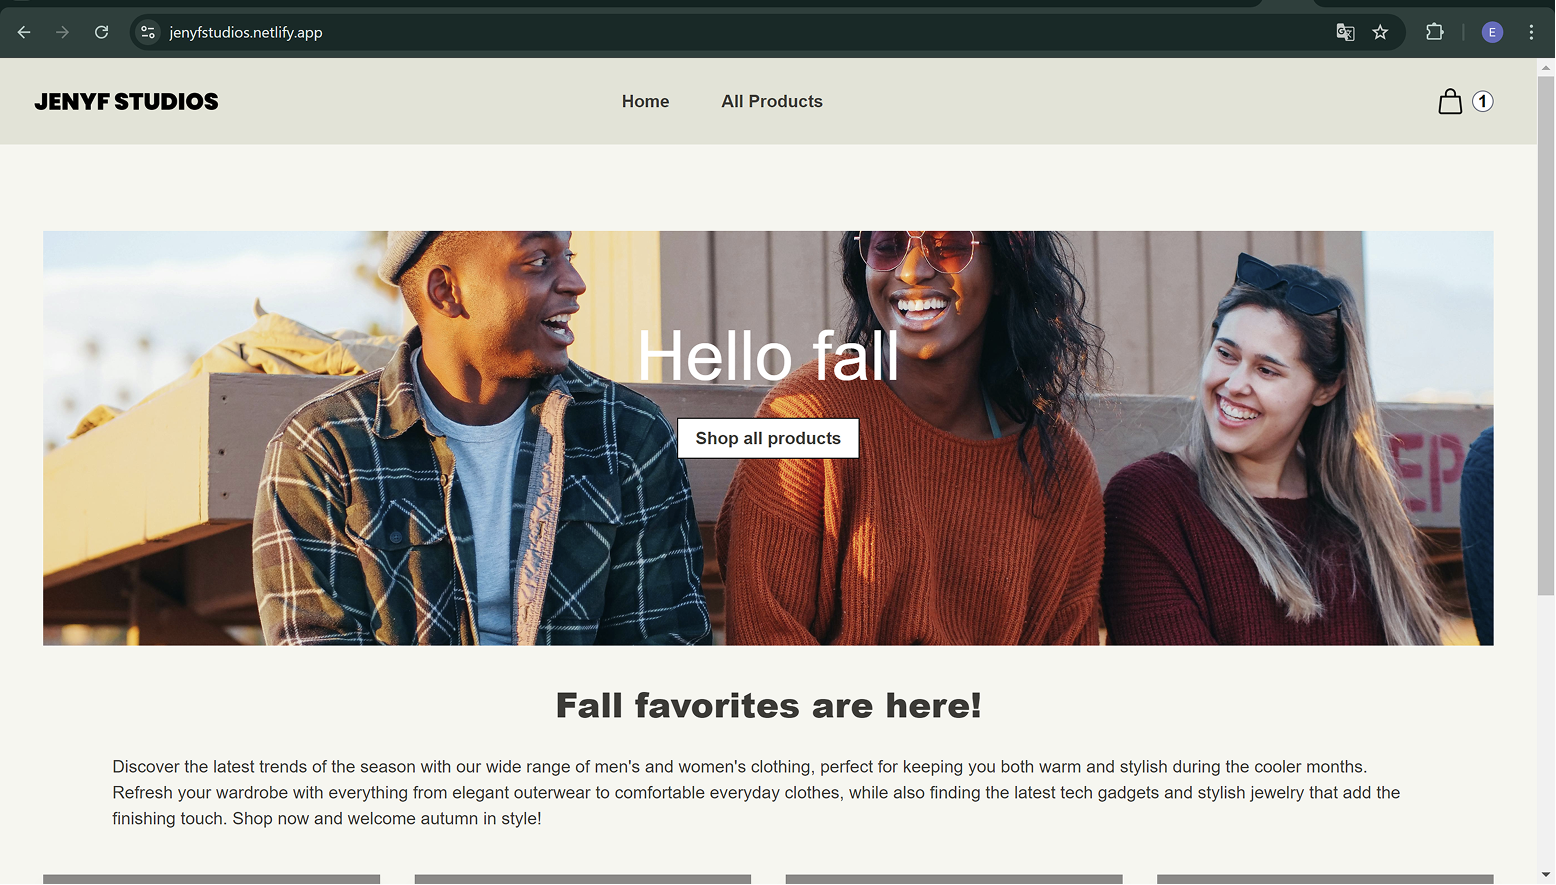 jenyfstudios.netlify.app
E
JENYF STUDIOS
Home
All Products
1
Hello fall
Shop all products
EP
Fall favorites are here!
Discover the latest trends of the season with our wide range of men's and women's clothing, perfect for keeping you both warm and stylish during the cooler months.
Refresh your wardrobe with everything from elegant outerwear to comfortable everyday clothes, while also finding the latest tech gadgets and stylish jewelry that add the
finishing touch. Shop now and welcome autumn in style!